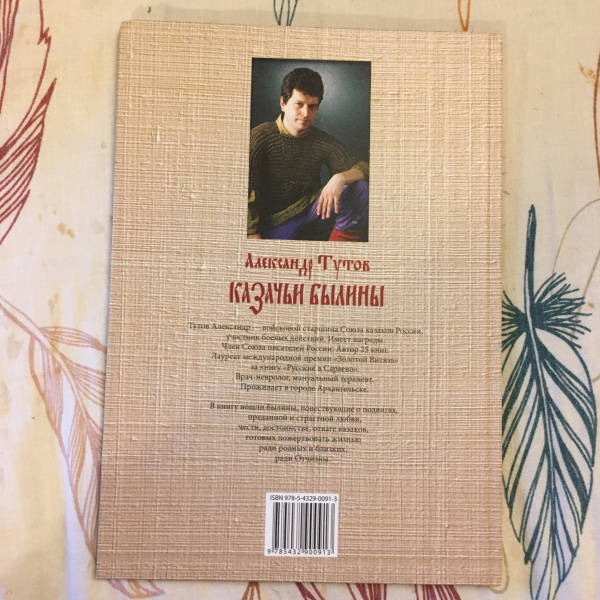 Александр Тутов
КАЗАЧЬИ БЫЛИНЫ
Тутов Александр — войсковой старшина Союза казаков России,
участник боевых действий. Имеет награды.
Член Союза писателей России. Автор 25 книг.
Лауреат международной премии «Золотой Витязь»
за книгу «Русские в Сараево».
Врач-невролог, мануальный терапевт.
Проживает в городе Архангельске.
В книгу вошли былины, повествующие о подвигах,
преданной и страстной любви,
чести, достоинстве, отваге казаков,
готовых пожертвовать жизнью
ради родных и близких,
ради Отчизны.
ISBN 978-5-4329-0091-3
9 785432 900913